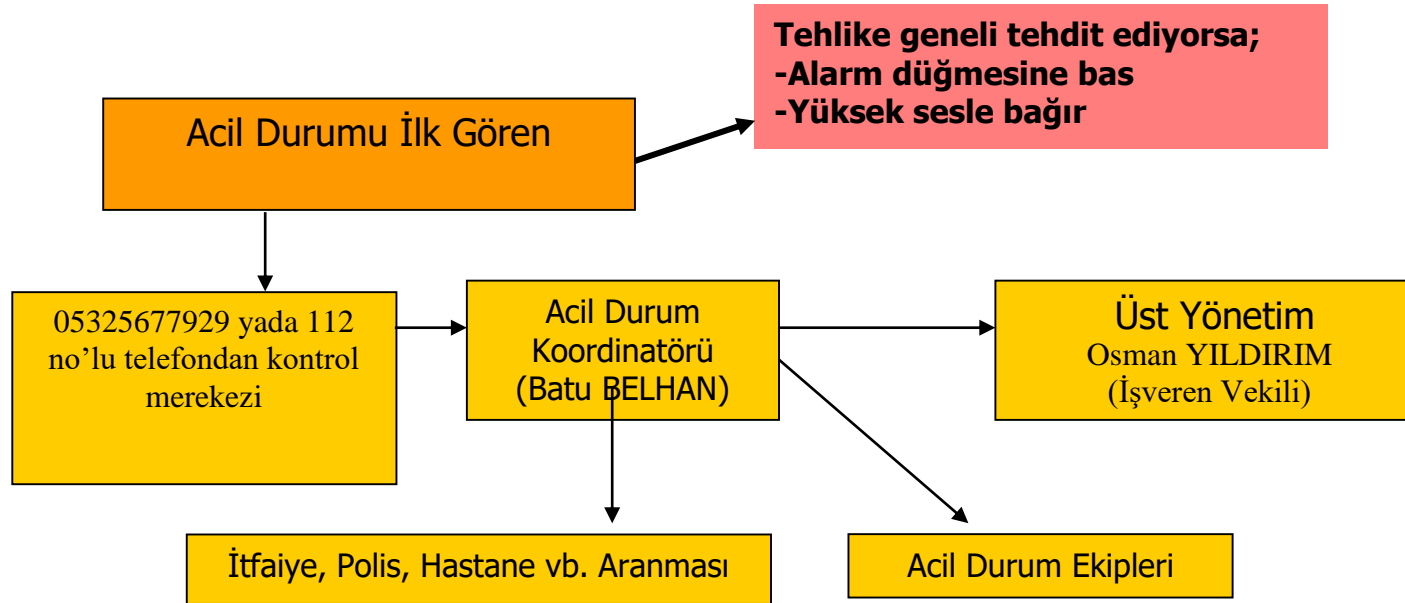 Tehlike geneli tehdit ediyorsa;
-Alarm düğmesine bas
-Yüksek sesle bağır
Acil Durumu İlk Gören
05325677929 yada 112
no’lu telefondan kontrol
merekezi
Acil Durum
Koordinatörü
(Batu BELHAN)
Üst Yönetim
Osman YILDIRIM
(İşveren Vekili)
İtfaiye, Polis, Hastane vb. Aranması
Acil Durum Ekipleri